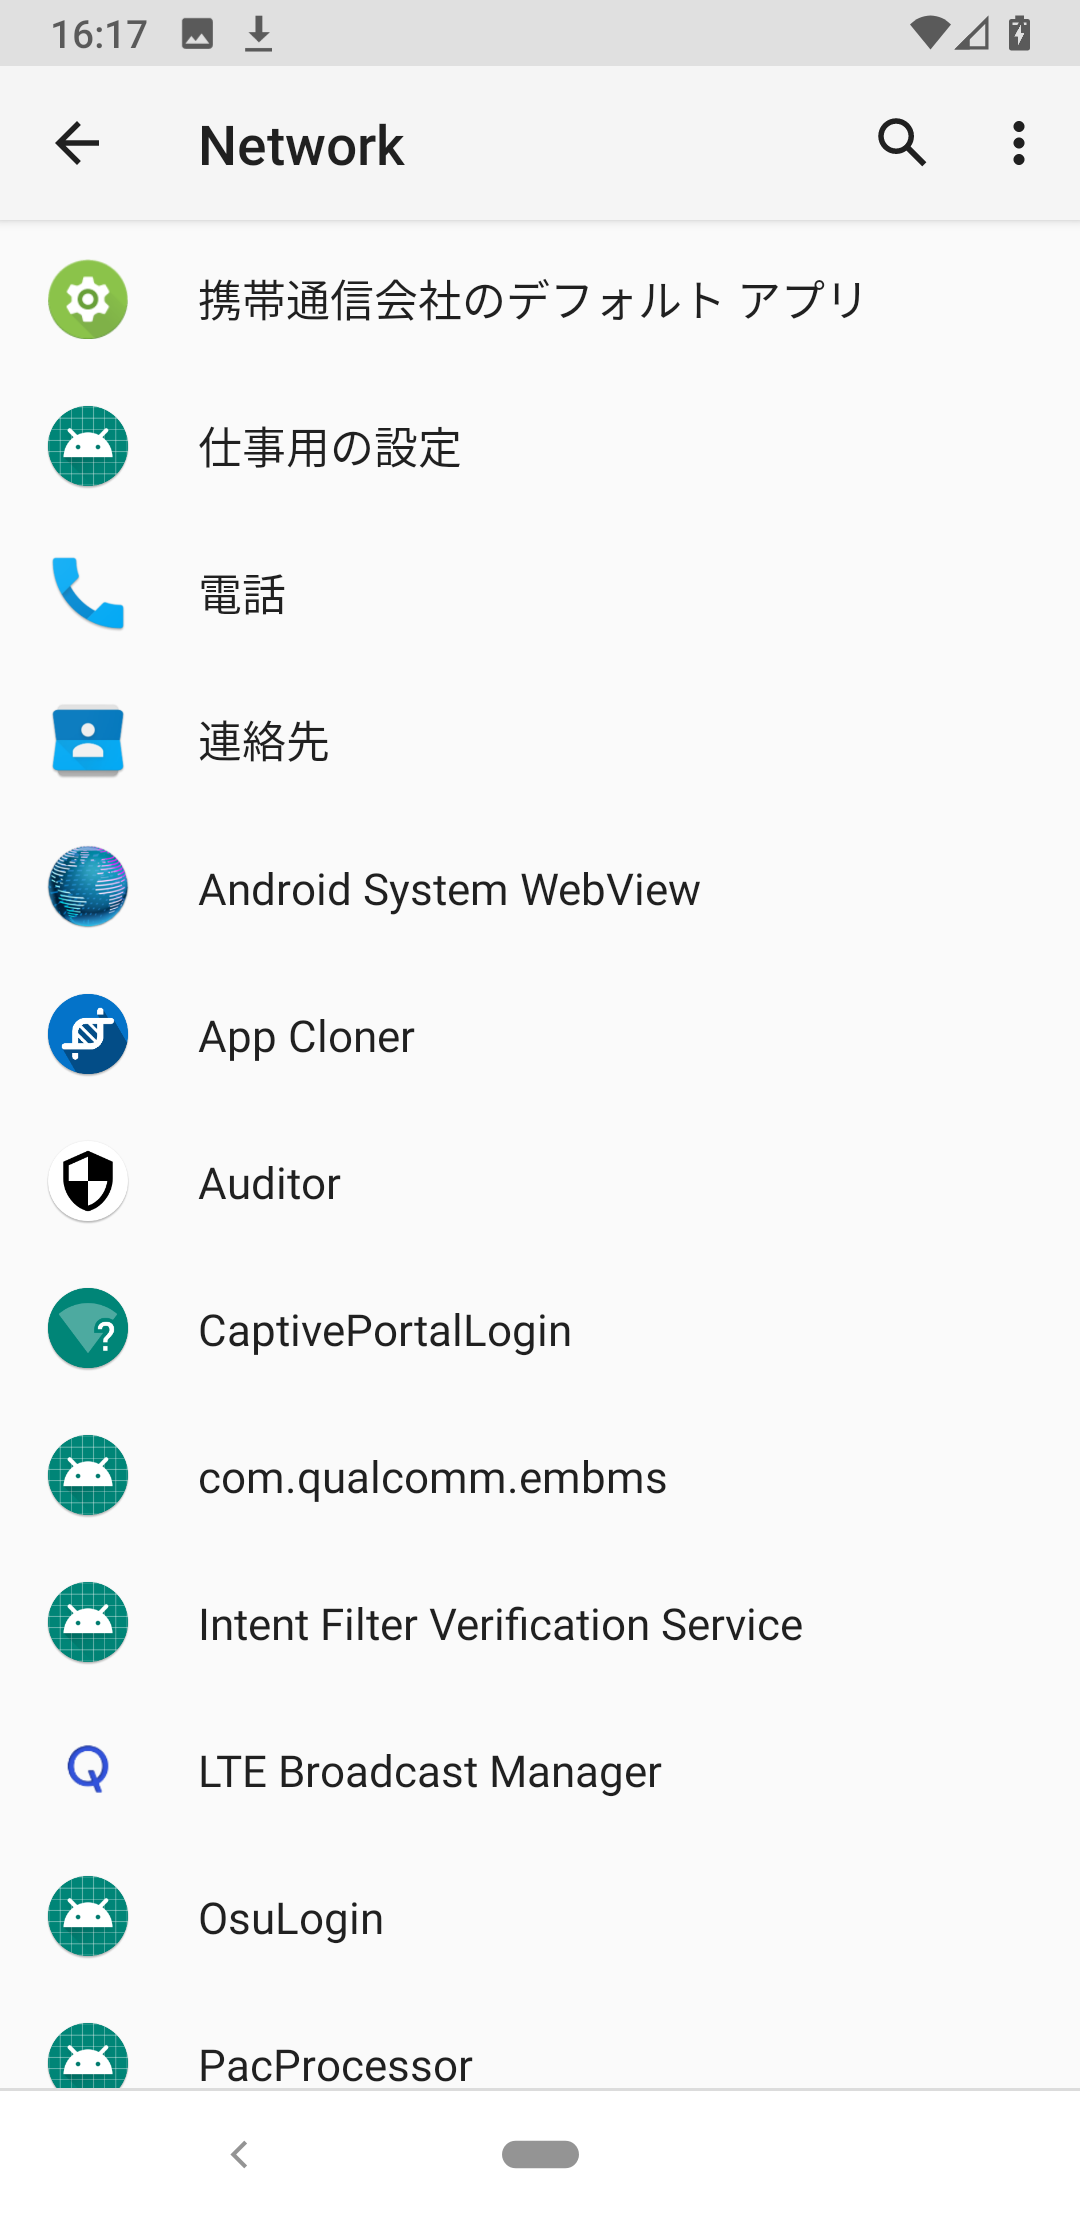 16:17
Network
携帯通信会社のデフォルト アプリ
仕事用の設定
電話
連絡先
Android System WebView
App Cloner
Auditor
CaptivePortalLogin
com.qualcomm.embms
Intent Filter Verification Service
LTE Broadcast Manager
OsuLogin
PacProcessor